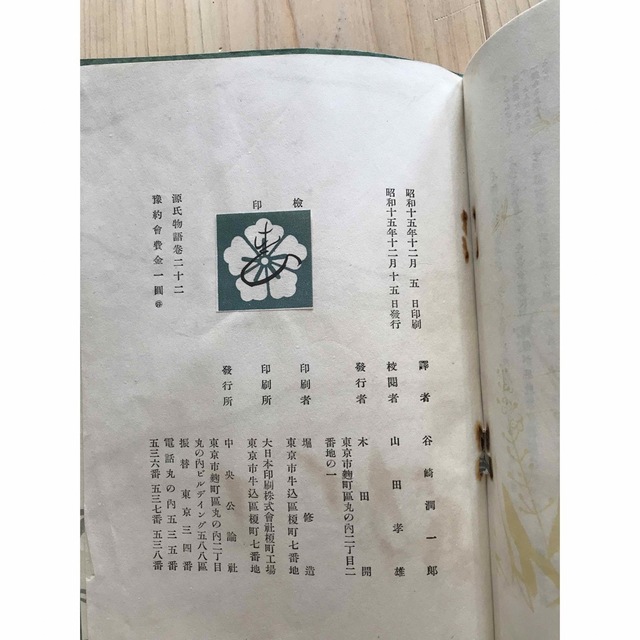 昭和十五年十二月 五 日印刷
昭和十五年十二月十五日發行
檢印
源氏物語卷二十二
豫約會費金一圓
譯者 谷崎潤一郎
校閲者 山田孝雄
發行者 木田開
東京市麴町區丸の內二丁目二
番地の一
印刷者 堀修造
東京市牛込區榎町七番地
印刷所 大日本印刷株式會社榎町工場
東京市牛込區榎町七番地
發行所 中央公論社
東京市麴町區丸の內二丁目
丸の內ビルデイング五八八區
振替東京三四番
電話丸の內五三五番
五三六番五三七番五三八番